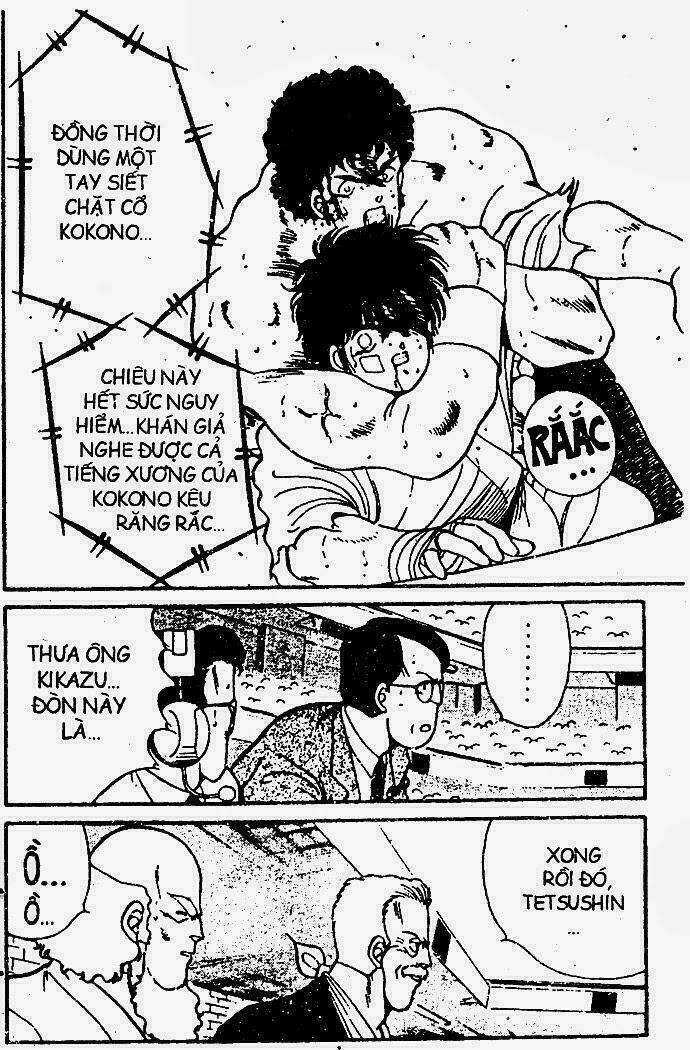 ĐỒNG THỜI
DÙNG MỘT
TAY SIẾT
CHẶT CỔ
KOKONO...
CHIÊU NÀY
HẾT SỨC NGUY
HIỂM...KHÁN GIẢ
NGHE ĐƯỢC CẢ
TIẾNG XƯƠNG CỦA
KOKONO KÊU
RĂNG RẮC...
RẮẮC
...
THƯA ÔNG
KIKAZU...
ĐÒN NÀY
LÀ...
........
Ồ...
Ồ...
XONG
RỒI ĐÓ,
TETSUSHIN
...